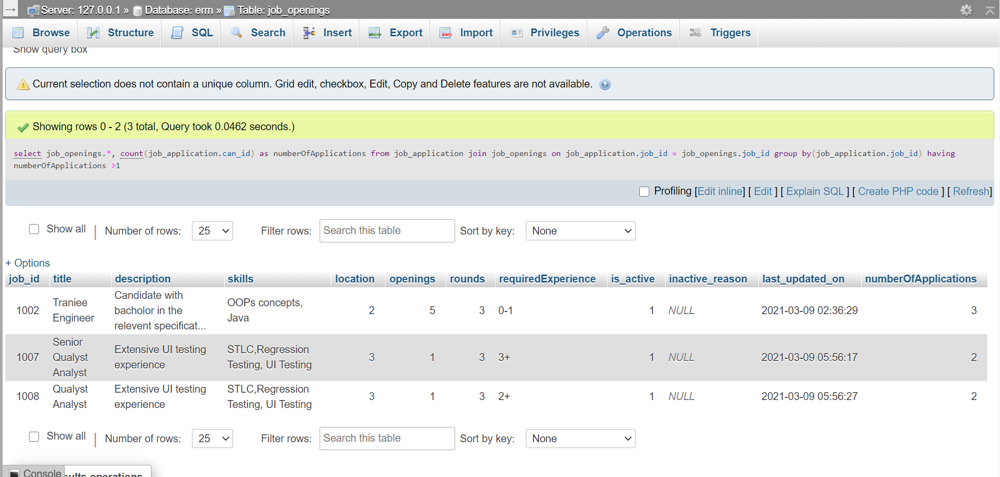 → Server: 127.0.0.1 » Database: erm » Table: job_openings
Browse Structure SQL Search Insert Export Import Privileges Operations Triggers
Show query box
Current selection does not contain a unique column. Grid edit, checkbox, Edit, Copy and Delete features are not available.
Showing rows 0 - 2 (3 total, Query took 0.0462 seconds.)
select job_openings.*, count(job_application.can_id) as numberOfApplications from job_application join job_openings on job_application.job_id = job_openings.job_id group by(job_application.job_id) having
numberOfApplications >1
Profiling [Edit inline] [ Edit ] [ Explain SQL ] [ Create PHP code ] [ Refresh]
Show all | Number of rows: 25 Filter rows: Search this table Sort by key: None
+ Options
job_id title description skills location openings rounds requiredExperience is_active inactive_reason last_updated_on numberOfApplications
Candidate with
Traniee bacholor in the OOPs concepts,
1002 2 5 3 0-1 1 NULL 2021-03-09 02:36:29 3
Engineer Java
relevent specificat...
Senior
Extensive UI testing STLC,Regression
1007 Qualyst 3 1 3 3+ 1 NULL 2021-03-09 05:56:17 2
experience Testing, UI Testing
Analyst
Qualyst Extensive UI testing STLC,Regression
1008 3 1 3 2+ 1 NULL 2021-03-09 05:56:27 2
Analyst experience Testing, UI Testing
Show all | Number of rows: 25 Filter rows: Search this table Sort by key: None
Console ults operations